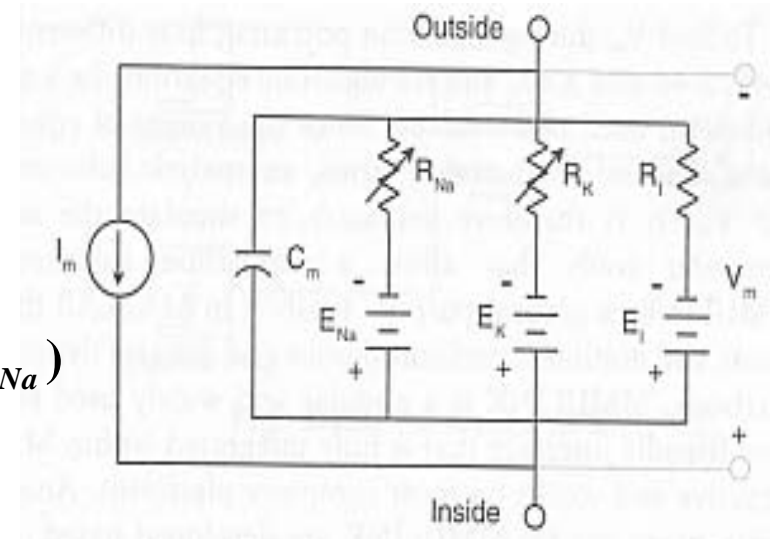 Outside
-
R_Na
R_K
R_l
I_m
C_m
- - - V_m
E_Na
E_K
E_l
+ + +
Na )
+
Inside